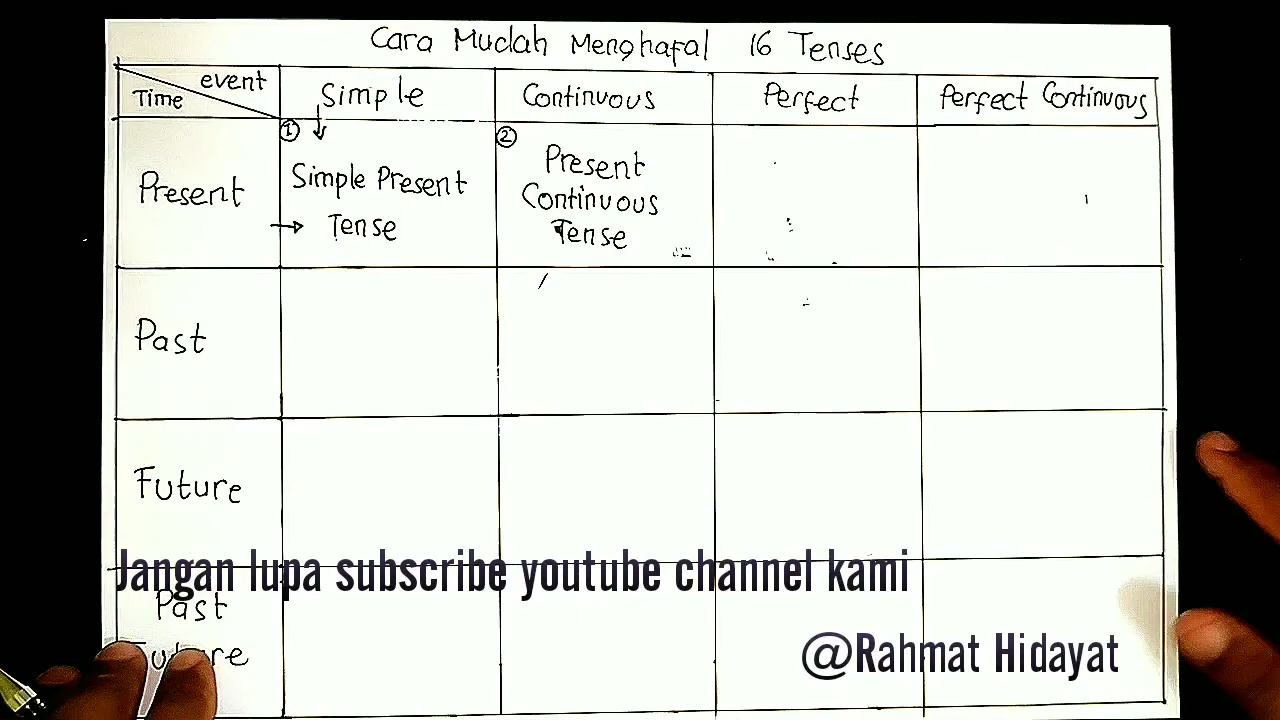 Cara Mudah Menghafal 16 Tenses
event
Time
Simple
Continuous
Perfect
Perfect Continuous
Present
①
Simple Present
Tense
②
Present
Continuous
Tense
Past
Future
Jangan lupa subscribe youtube channel kami
Past
Future
@Rahmat Hidayat